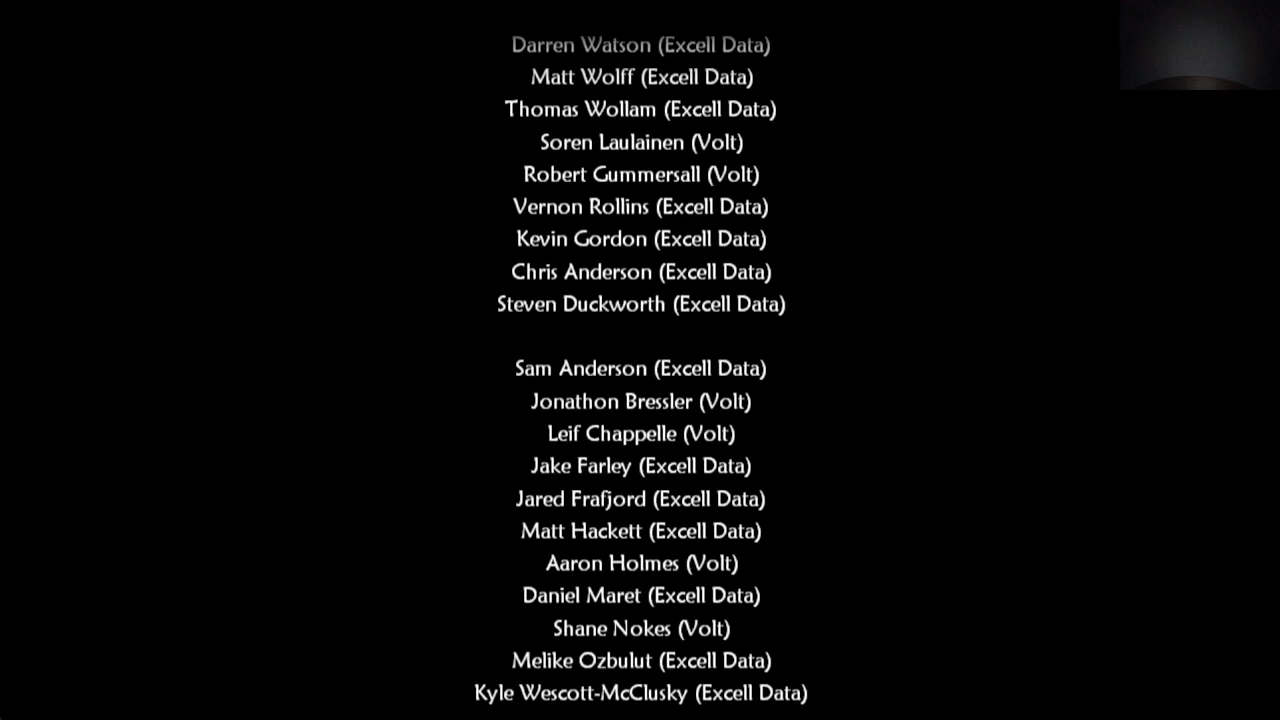 Darren Watson (Excell Data)
Matt Wolff (Excell Data)
Thomas Wollam (Excell Data)
Soren Laulainen (Volt)
Robert Gummersall (Volt)
Vernon Rollins (Excell Data)
Kevin Gordon (Excell Data)
Chris Anderson (Excell Data)
Steven Duckworth (Excell Data)
Sam Anderson (Excell Data)
Jonathon Bressler (Volt)
Leif Chappelle (Volt)
Jake Farley (Excell Data)
Jared Frafjord (Excell Data)
Matt Hackett (Excell Data)
Aaron Holmes (Volt)
Daniel Maret (Excell Data)
Shane Nokes (Volt)
Melike Ozbulut (Excell Data)
Kyle Wescott-McClusky (Excell Data)